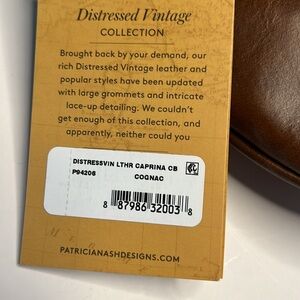 Distressed Vintage
COLLECTION
Brought back by your demand, our
rich Distressed Vintage leather and
popular styles have been updated
with large grommets and intricate
lace-up detailing. We couldn't
get enough of this collection, and
apparently, neither could you
DISTRESSVIN LTHR CAPRINA CB
P94206 COGNAC
8 87986 32003 8
PATRICIANASHDESIGNS.COM